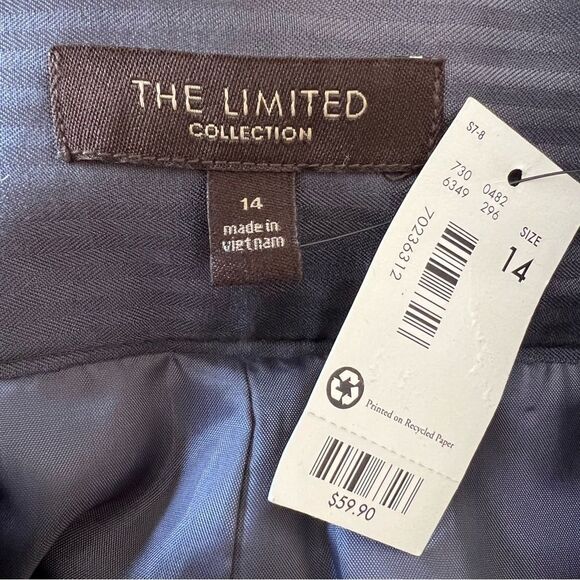 THE LIMITED
COLLECTION
14
made in
vietnam
S7-8
730 0482
6349 296
70236312
SIZE
14
Printed on Recycled Paper
$59.90